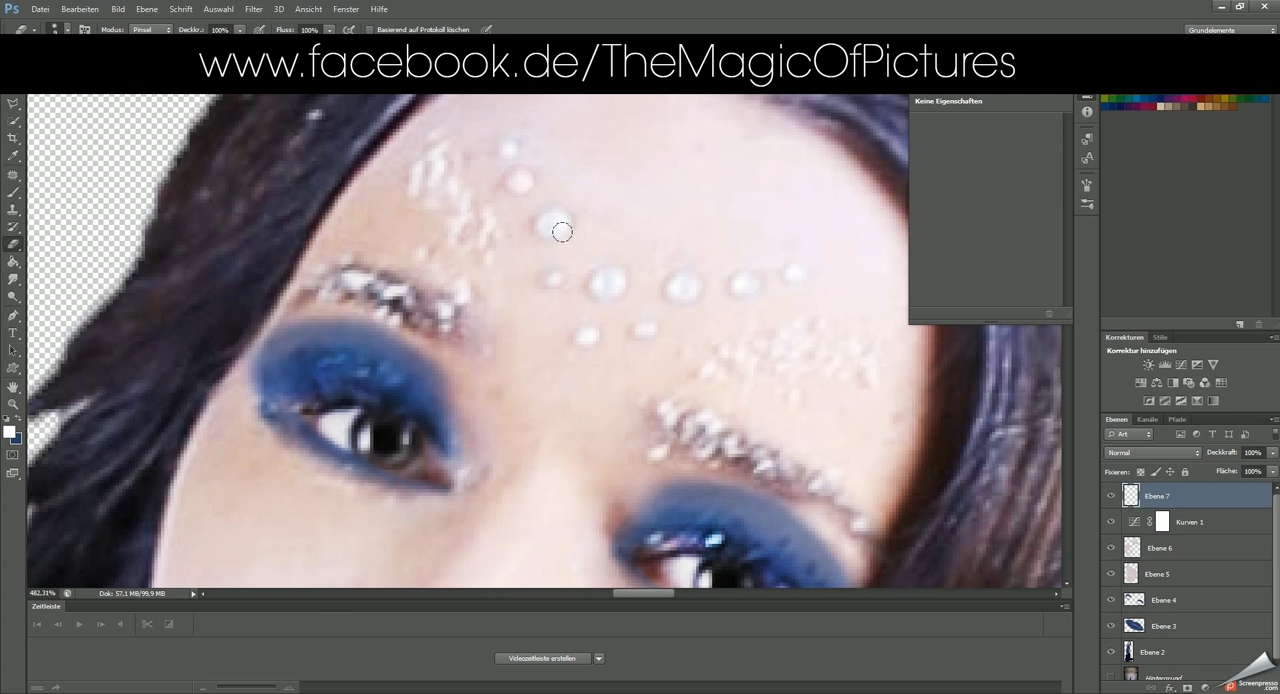 Ps Datei Bearbeiten Bild Ebene Schrift Auswahl Filter 3D Ansicht Fenster Hilfe
Modus: Pinsel Deckkr.: 100% Fluss: 100% Basierend auf Protokoll löschen Grundelemente
www.facebook.de/TheMagicOfPictures
Keine Eigenschaften
Korrekturen Stile
Korrektur hinzufügen
Ebenen Kanäle Pfade
Art
Normal Deckkraft: 100%
Fixieren: Fläche: 100%
Ebene 7
Kurven 1
Ebene 6
Ebene 5
Ebene 4
Ebene 3
Ebene 2
Hintergrund
482,31% Dok: 57,1 MB/99,9 MB
Zeitleiste
Videozeitleiste erstellen
Screenpresso
.com